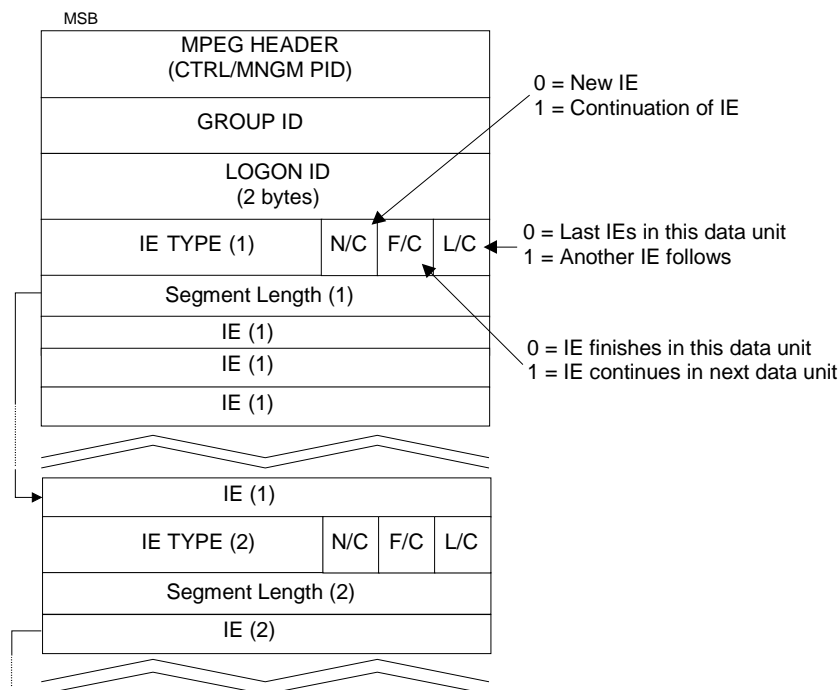 MSB
MPEG HEADER
(CTRL/MNGM PID)
0 = New IE
1 = Continuation of IE
GROUP ID
LOGON ID
(2 bytes)
IE TYPE (1) N/C F/C L/C
0 = Last IEs in this data unit
1 = Another IE follows
Segment Length (1)
IE (1)
IE (1)
IE (1)
0 = IE finishes in this data unit
1 = IE continues in next data unit
IE (1)
IE TYPE (2) N/C F/C L/C
Segment Length (2)
IE (2)